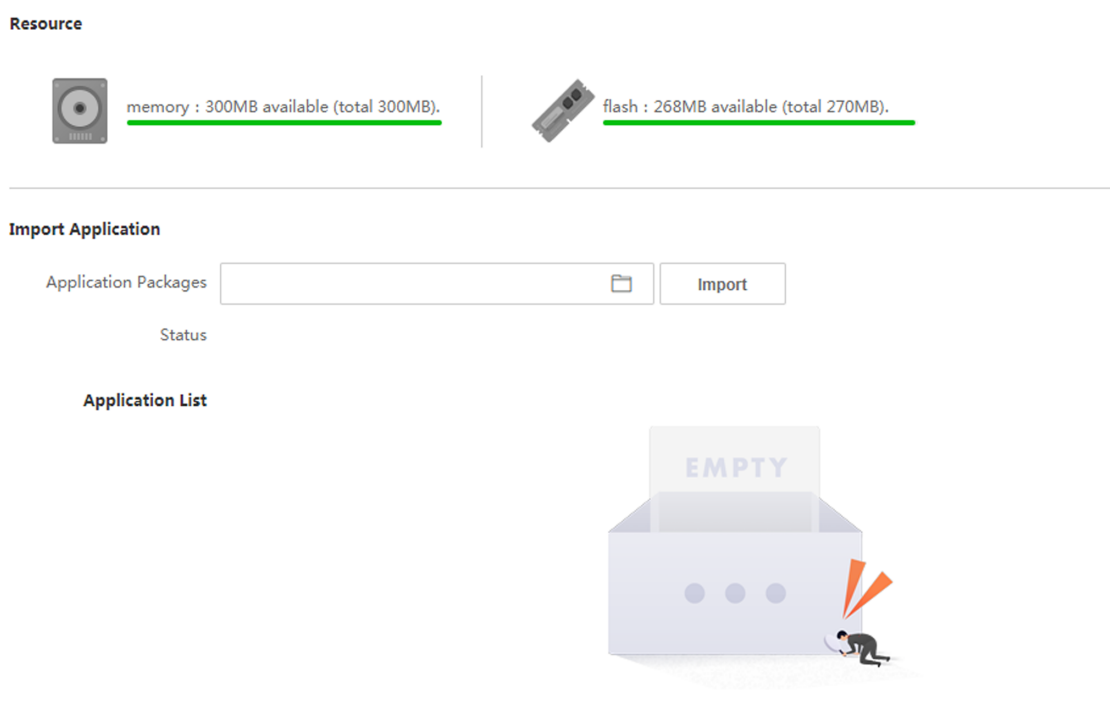 Resource
memory : 300MB available (total 300MB).
flash : 268MB available (total 270MB).
Import Application
Application Packages
Import
Status
Application List
EMPTY